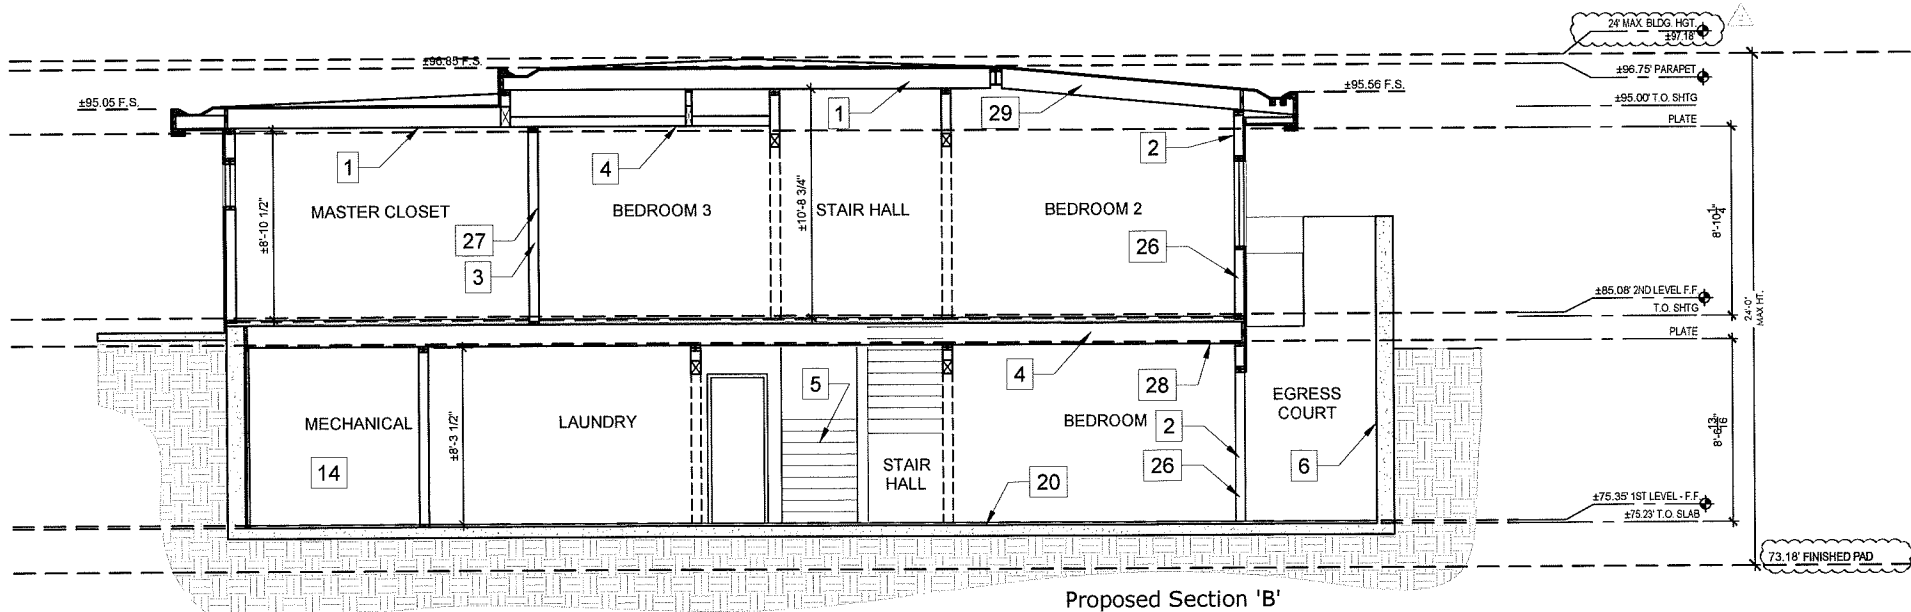 24' MAX. BLDG. HGT.
±97.18'
±96.85 F.S.
±96.75' PARAPET
±95.05 F.S.
±95.56 F.S.
±95.00' T.O. SHTG
PLATE
1
29
1
4
2
MASTER CLOSET
BEDROOM 3
STAIR HALL
BEDROOM 2
±8'-10 1/2"
±10'-8 3/4"
8'-10 1/4"
27
3
26
±85.08' 2ND LEVEL F.F.
T.O. SHTG
24'-0"
MAX HT.
PLATE
4
28
5
MECHANICAL
LAUNDRY
BEDROOM
2
EGRESS
COURT
±8'-3 1/2"
8'-6 13/16"
14
STAIR
HALL
20
26
6
±75.35' 1ST LEVEL - F.F.
±75.23' T.O. SLAB
73.18' FINISHED PAD
Proposed Section 'B'